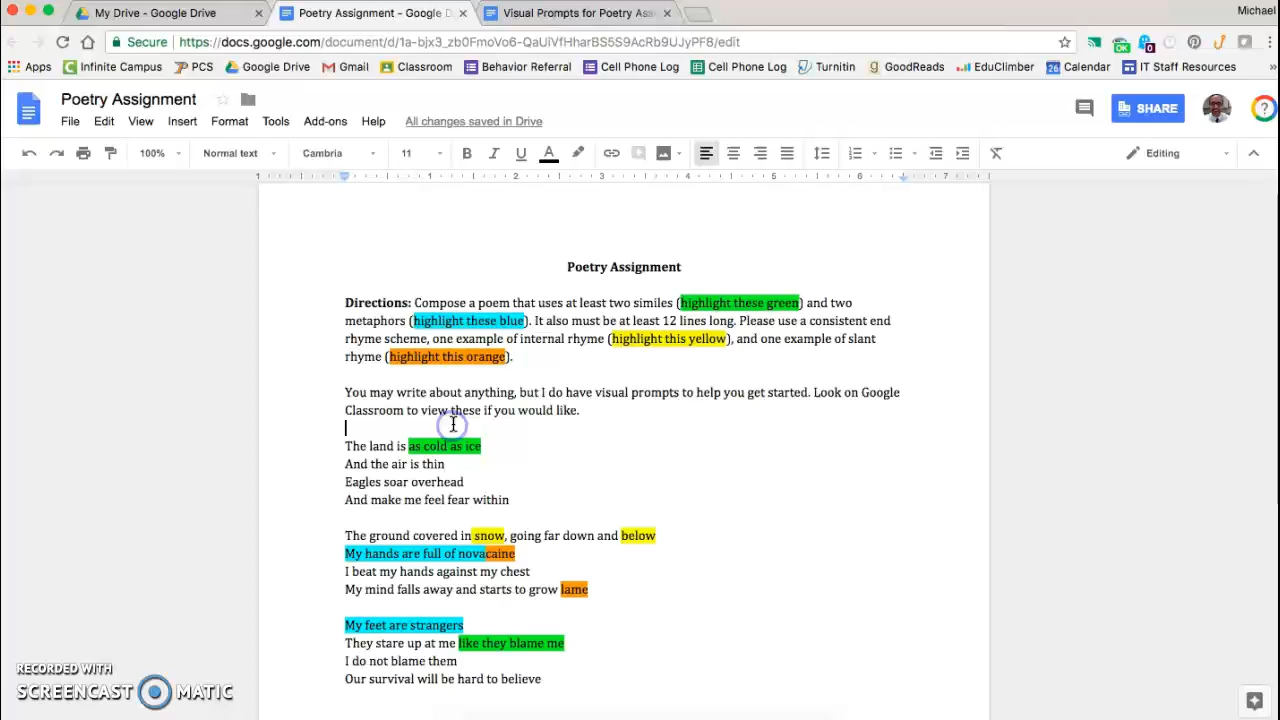 My Drive - Google Drive
Poetry Assignment - Google D
Visual Prompts for Poetry Ass
Michael
Secure
https://docs.google.com/document/d/1a-bjx3_zb0FmoVo6-QaUiVfHharBS5S9AcRb9UJyPF8/edit
Apps Infinite Campus PCS Google Drive Gmail Classroom Behavior Referral Cell Phone Log Cell Phone Log Turnitin GoodReads EduClimber Calendar IT Staff Resources
Poetry Assignment
SHARE
File Edit View Insert Format Tools Add-ons Help All changes saved in Drive
100% Normal text Cambria 11 B I U A Editing
1 1 2 3 4 5 6 7
Poetry Assignment
Directions: Compose a poem that uses at least two similes (highlight these green) and two
metaphors (highlight these blue). It also must be at least 12 lines long. Please use a consistent end
rhyme scheme, one example of internal rhyme (highlight this yellow), and one example of slant
rhyme (highlight this orange).
You may write about anything, but I do have visual prompts to help you get started. Look on Google
Classroom to view these if you would like.
The land is as cold as ice
And the air is thin
Eagles soar overhead
And make me feel fear within
The ground covered in snow, going far down and below
My hands are full of novacaine
I beat my hands against my chest
My mind falls away and starts to grow lame
My feet are strangers
They stare up at me like they blame me
I do not blame them
Our survival will be hard to believe
RECORDED WITH
SCREENCAST MATIC